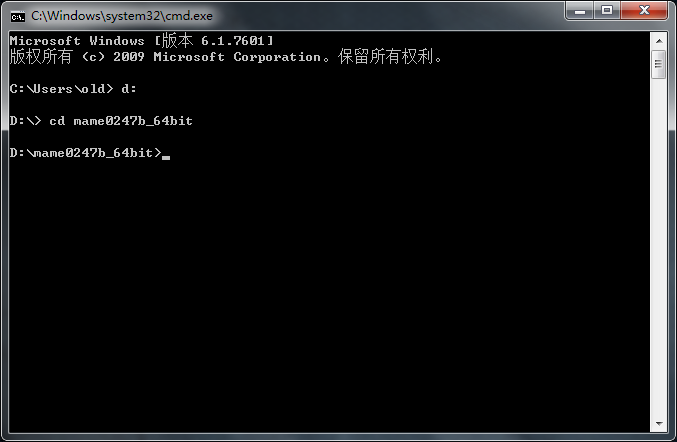 C:\Windows\system32\cmd.exe
Microsoft Windows [版本 6.1.7601]
版权所有 (c) 2009 Microsoft Corporation。保留所有权利。
C:\Users\old> d:
D:\> cd mame0247b_64bit
D:\mame0247b_64bit>